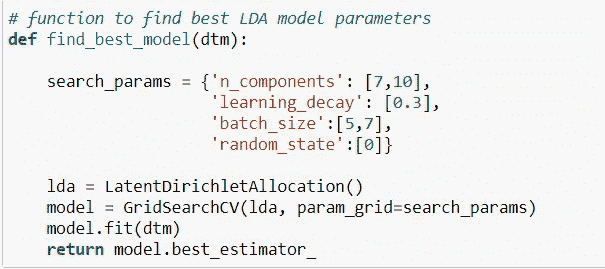 # function to find best LDA model parameters
def find_best_model(dtm):
search_params = {'n_components': [7,10],
'learning_decay': [0.3],
'batch_size':[5,7],
'random_state':[0]}
lda = LatentDirichletAllocation()
model = GridSearchCV(lda, param_grid=search_params)
model.fit(dtm)
return model.best_estimator_